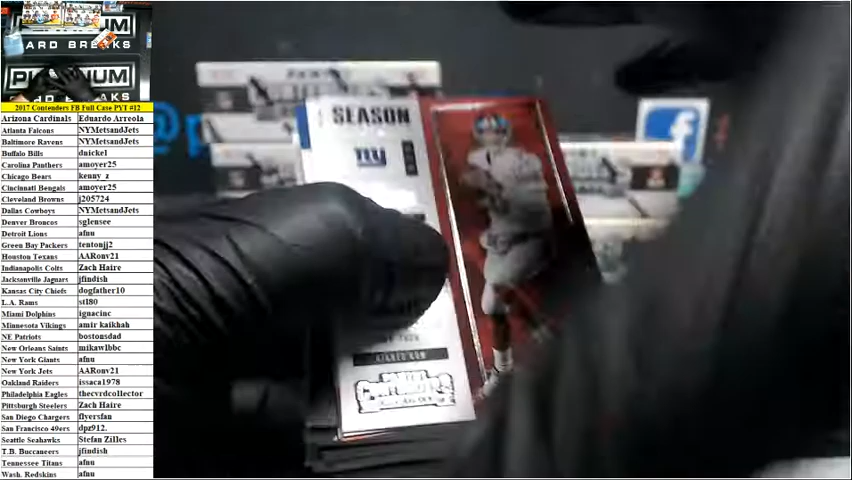 PLATINUM
CARD BREAKS
PLATINUM
CARD BREAKS
2017 Contenders FB Full Case PYT #12
Arizona Cardinals Eduardo Arreola
Atlanta Falcons NYMetsandJets
Baltimore Ravens NYMetsandJets
Buffalo Bills dnickel
Carolina Panthers amoyer25
Chicago Bears kenny_z
Cincinnati Bengals amoyer25
Cleveland Browns j205724
Dallas Cowboys NYMetsandJets
Denver Broncos sglensee
Detroit Lions afnu
Green Bay Packers tentonjj2
Houston Texans AARonv21
Indianapolis Colts Zach Haire
Jacksonville Jaguars jfindish
Kansas City Chiefs dogfather10
L.A. Rams stl80
Miami Dolphins ignacinc
Minnesota Vikings amir kaikhah
NE Patriots bostonsdad
New Orleans Saints mikawlbbc
New York Giants afnu
New York Jets AARonv21
Oakland Raiders issaca1978
Philadelphia Eagles thecvrdcollector
Pittsburgh Steelers Zach Haire
San Diego Chargers flyersfan
San Francisco 49ers dpz912.
Seattle Seahawks Stefan Zilles
T.B. Buccaneers jfindish
Tennessee Titans afnu
Wash. Redskins afnu
SEASON
ny
@p
f